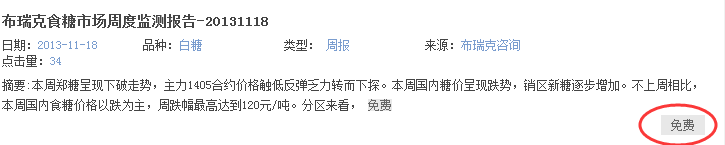 布瑞克食糖市场周度监测报告-20131118
日期: 2013-11-18 品种: 白糖 类型: 周报 来源: 布瑞克咨询
点击量: 34
摘要:本周郑糖呈现下破走势，主力1405合约价格触低反弹乏力转而下探。本周国内糖价呈现跌势，销区新糖逐步增加。不上周相比，
本周国内食糖价格以跌为主，周跌幅最高达到120元/吨。分区来看， 免费
免费